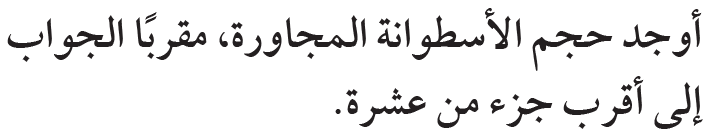 أوجد حجم الأسطوانة المجاورة، مقربًا الجواب
إلى أقرب جزء من عشرة.